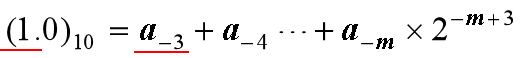 (1.0)₁₀ = a₋₃ + a₋₄ ⋯ + a₋ₘ × 2⁻ᵐ⁺³